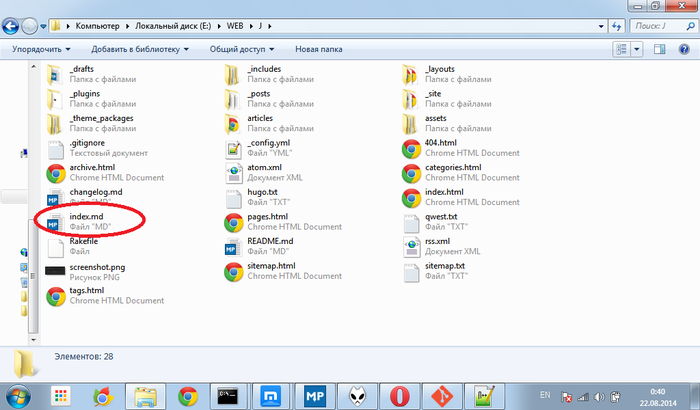 Компьютер ▸ Локальный диск (E:) ▸ WEB ▸ J ▸
Поиск: J
Упорядочить
Добавить в библиотеку
Общий доступ
Новая папка
_drafts
Папка с файлами
_includes
Папка с файлами
_layouts
Папка с файлами
_plugins
Папка с файлами
_posts
Папка с файлами
_site
Папка с файлами
_theme_packages
Папка с файлами
articles
Папка с файлами
assets
Папка с файлами
.gitignore
Текстовый документ
_config.yml
Файл "YML"
404.html
Chrome HTML Document
archive.html
Chrome HTML Document
atom.xml
Документ XML
categories.html
Chrome HTML Document
changelog.md
Файл "MD"
hugo.txt
Файл "TXT"
index.html
Chrome HTML Document
MP
index.md
Файл "MD"
pages.html
Chrome HTML Document
qwest.txt
Файл "TXT"
Rakefile
Файл
MP
README.md
Файл "MD"
rss.xml
Документ XML
screenshot.png
Рисунок PNG
sitemap.html
Chrome HTML Document
sitemap.txt
Файл "TXT"
tags.html
Chrome HTML Document
Элементов: 28
MP
EN
0:40
22.08.2014